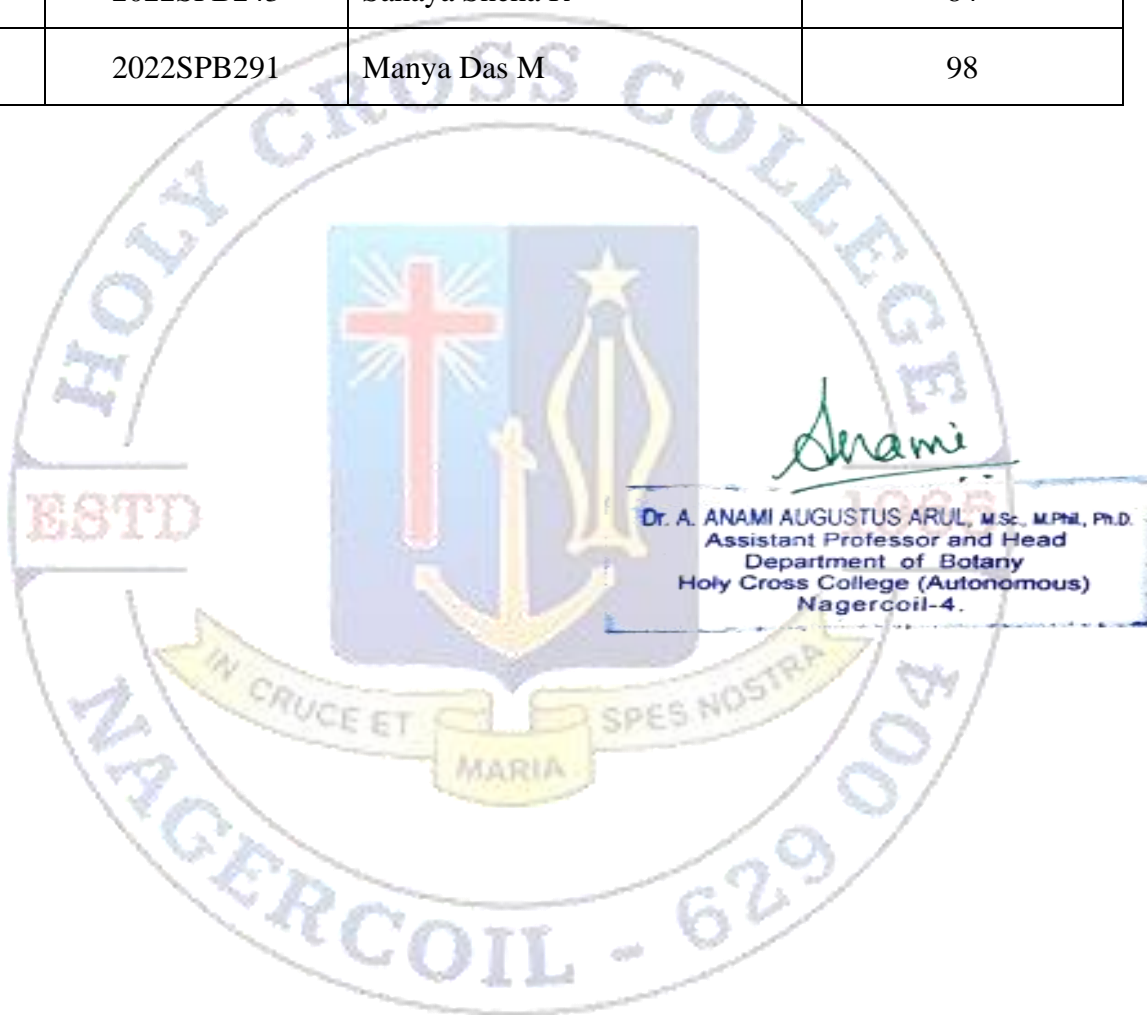 2022SPB291 Manya Das M 98
HOLY CROSS COLLEGE
ESTD 1965
IN CRUCE ET MARIA SPES NOSTRA
NAGERCOIL - 629 004
Anami
Dr. A. ANAMI AUGUSTUS ARUL, M.Sc., M.Phil., Ph.D.
Assistant Professor and Head
Department of Botany
Holy Cross College (Autonomous)
Nagercoil-4.